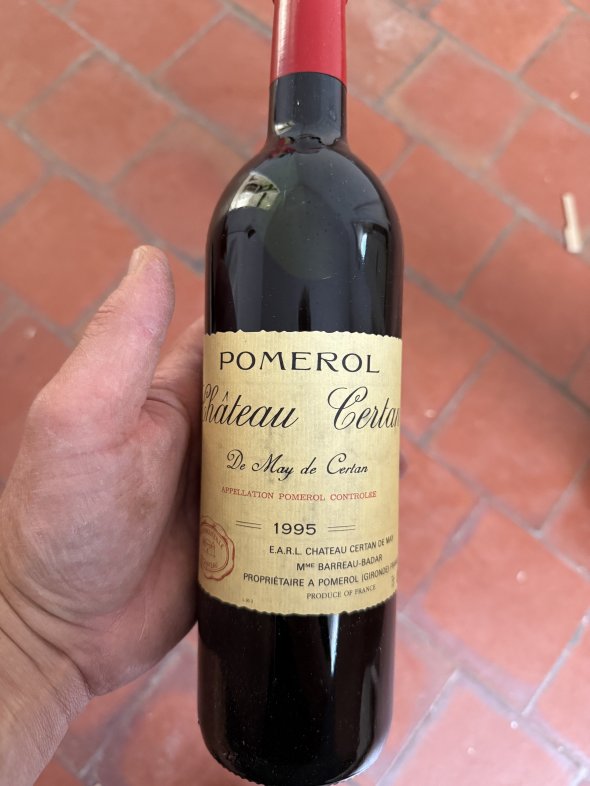 POMEROL
Château Certan
De May de Certan
APPELLATION POMEROL CONTROLÉE
1995
E.A.R.L. CHATEAU CERTAN DE MAY
MME BARREAU-BADAR
PROPRIÉTAIRE A POMEROL (GIRONDE)
PRODUCE OF FRANCE